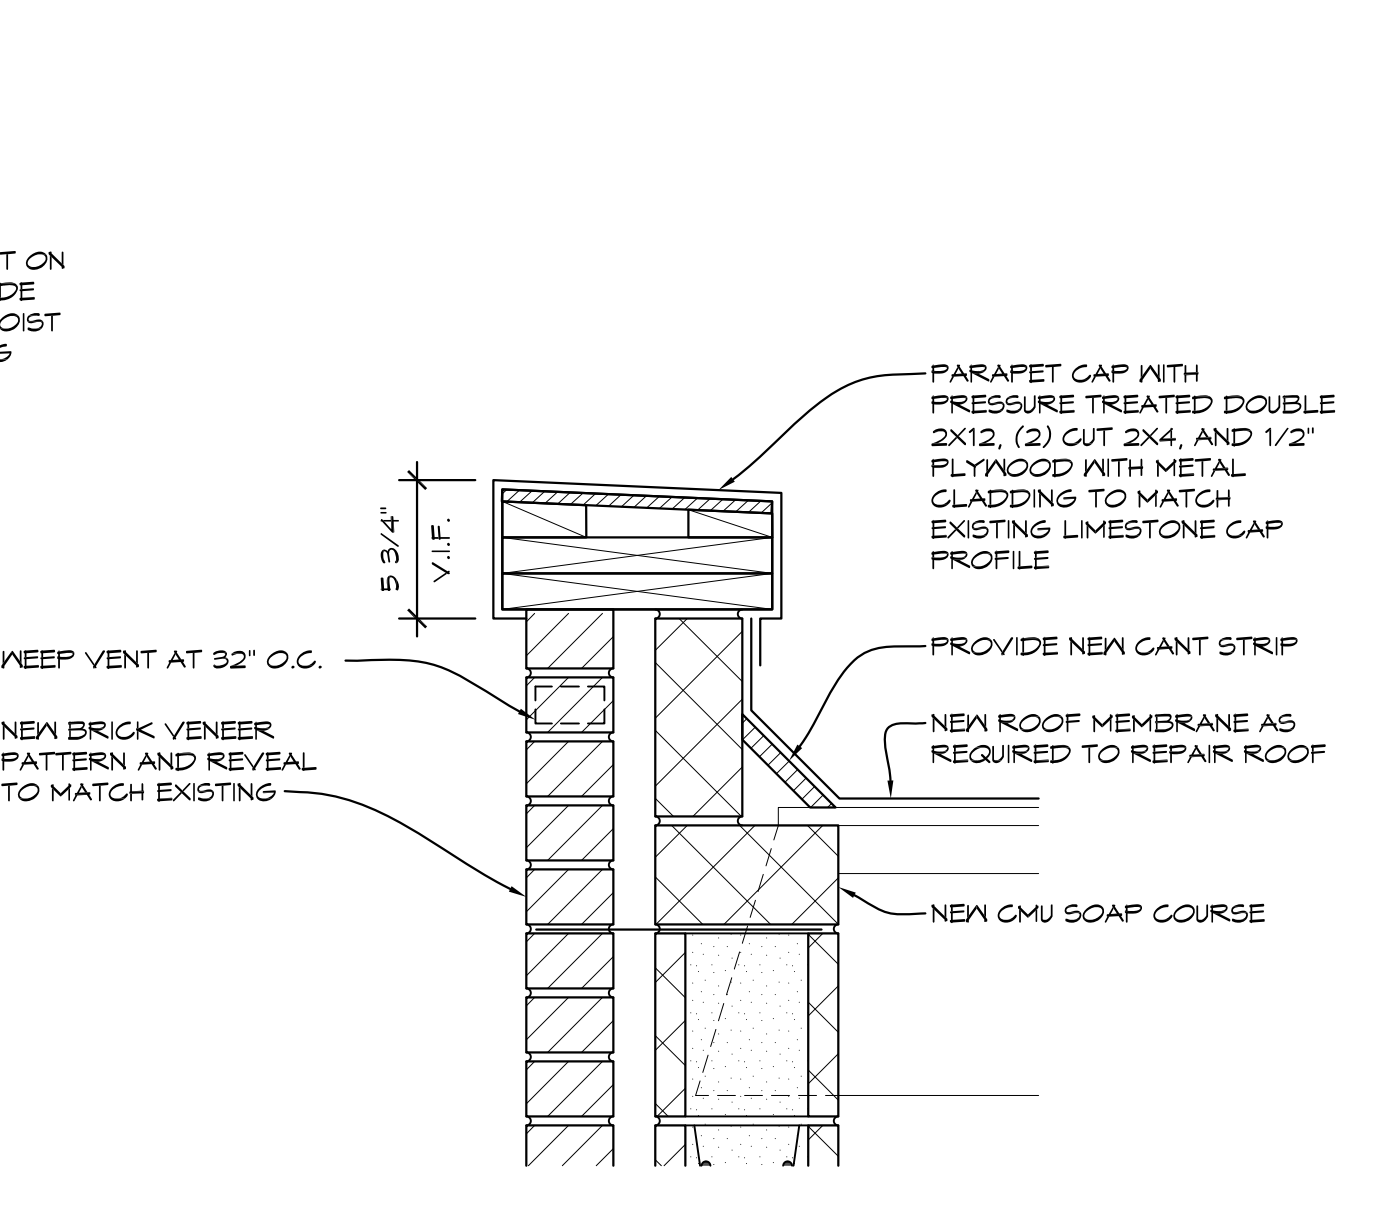 T ON
DE
OIST
PARAPET CAP WITH
PRESSURE TREATED DOUBLE
2X12, (2) CUT 2X4, AND 1/2"
PLYWOOD WITH METAL
CLADDING TO MATCH
EXISTING LIMESTONE CAP
PROFILE
5 3/4"
V.I.F.
WEEP VENT AT 32" O.C.
PROVIDE NEW CANT STRIP
NEW BRICK VENEER
PATTERN AND REVEAL
TO MATCH EXISTING
NEW ROOF MEMBRANE AS
REQUIRED TO REPAIR ROOF
NEW CMU SOAP COURSE